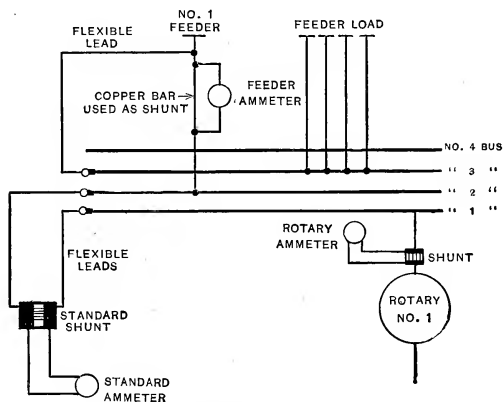 NO. 1
FEEDER
FLEXIBLE
LEAD
FEEDER LOAD
COPPER BAR
USED AS SHUNT
FEEDER
AMMETER
NO. 4 BUS
" 3 "
" 2 "
" 1 "
ROTARY
AMMETER
SHUNT
FLEXIBLE
LEADS
ROTARY
NO. 1
STANDARD
SHUNT
STANDARD
AMMETER